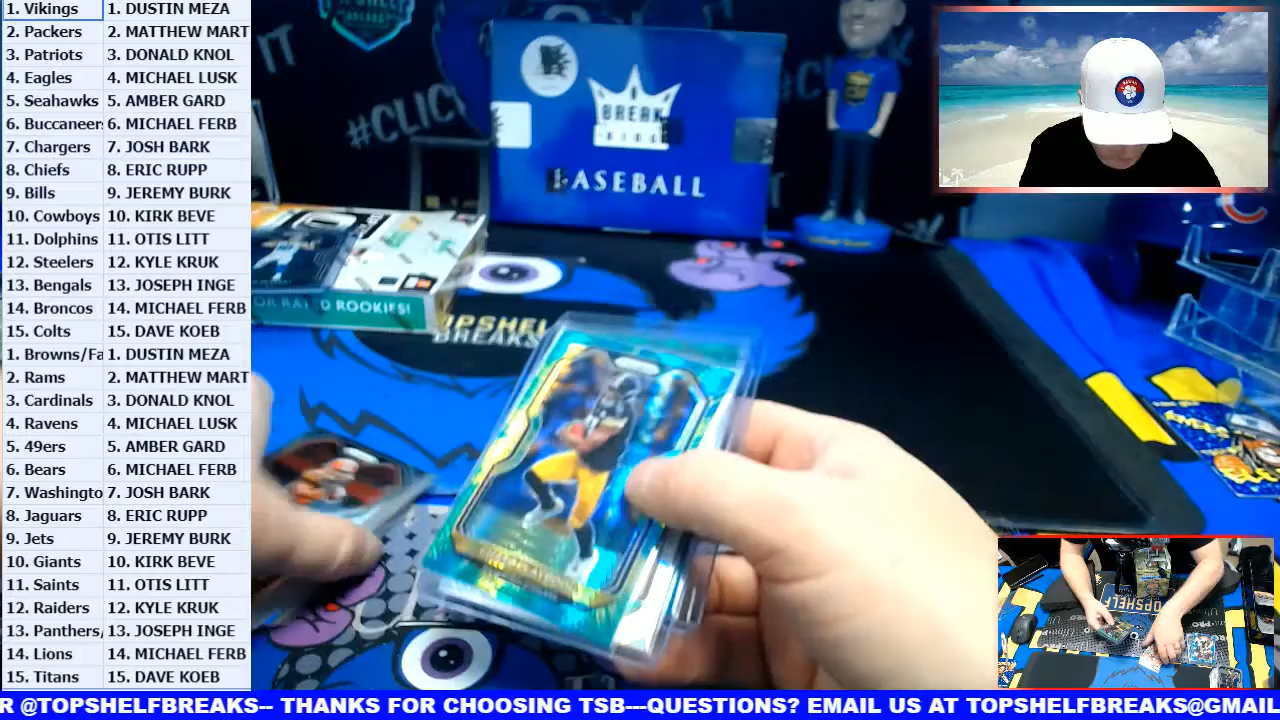 1. Vikings 1. DUSTIN MEZA
2. Packers 2. MATTHEW MART
3. Patriots 3. DONALD KNOL
4. Eagles 4. MICHAEL LUSK
5. Seahawks 5. AMBER GARD
6. Buccaneer 6. MICHAEL FERB
7. Chargers 7. JOSH BARK
8. Chiefs 8. ERIC RUPP
9. Bills 9. JEREMY BURK
10. Cowboys 10. KIRK BEVE
11. Dolphins 11. OTIS LITT
12. Steelers 12. KYLE KRUK
13. Bengals 13. JOSEPH INGE
14. Broncos 14. MICHAEL FERB
15. Colts 15. DAVE KOEB
1. Browns/Fa 1. DUSTIN MEZA
2. Rams 2. MATTHEW MART
3. Cardinals 3. DONALD KNOL
4. Ravens 4. MICHAEL LUSK
5. 49ers 5. AMBER GARD
6. Bears 6. MICHAEL FERB
7. Washingto 7. JOSH BARK
8. Jaguars 8. ERIC RUPP
9. Jets 9. JEREMY BURK
10. Giants 10. KIRK BEVE
11. Saints 11. OTIS LITT
12. Raiders 12. KYLE KRUK
13. Panthers/ 13. JOSEPH INGE
14. Lions 14. MICHAEL FERB
15. Titans 15. DAVE KOEB
#CLICK
BREAK
KING
BASEBALL
ROOKIES!
TOPSHELF
BREAKS
TOPSHELF
R @TOPSHELFBREAKS-- THANKS FOR CHOOSING TSB---QUESTIONS? EMAIL US AT TOPSHELFBREAKS@GMAIL